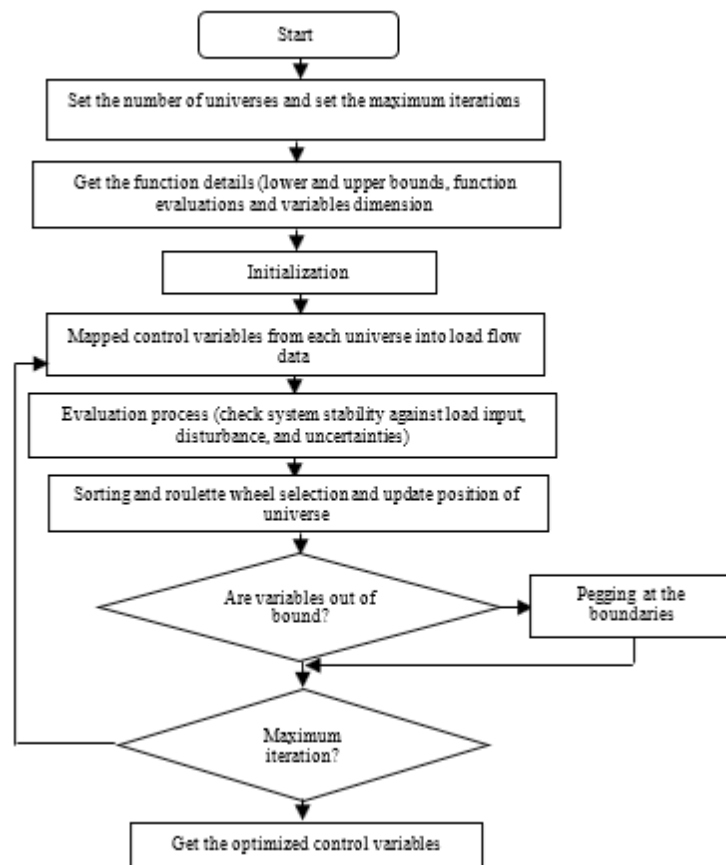 Start
Set the number of universes and set the maximum iterations
Get the function details (lower and upper bounds, function
evaluations and variables dimension
Initialization
Mapped control variables from each universe into load flow
data
Evaluation process (check system stability against load input,
disturbance, and uncertainties)
Sorting and roulette wheel selection and update position of
universe
Are variables out of
bound?
Pegging at the
boundaries
Maximum
iteration?
Get the optimized control variables